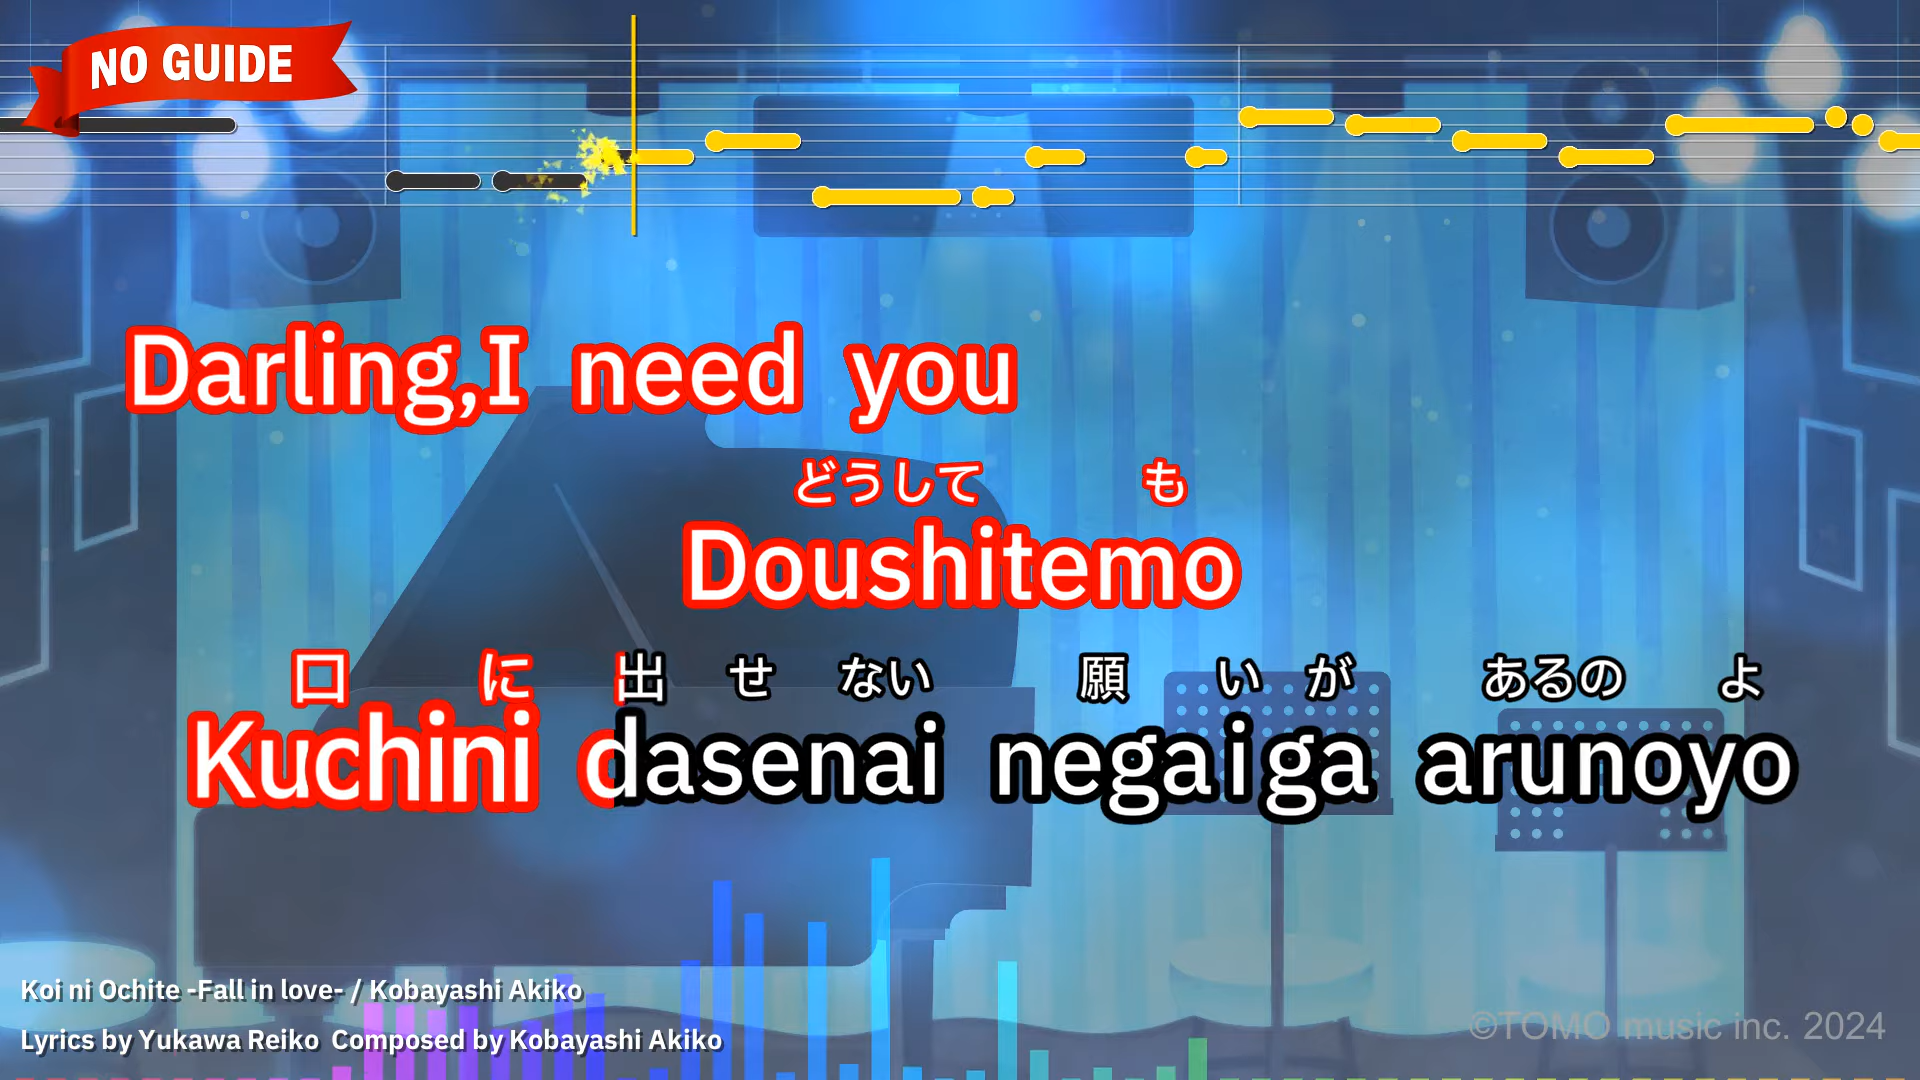 NO GUIDE
Darling,I need you
どうして も
Doushitemo
口 に 出 せ ない 願 い が あるの よ
Kuchini dasenai negaiga arunoyo
Koi ni Ochite -Fall in love- / Kobayashi Akiko
Lyrics by Yukawa Reiko  Composed by Kobayashi Akiko
©TOMO music inc. 2024